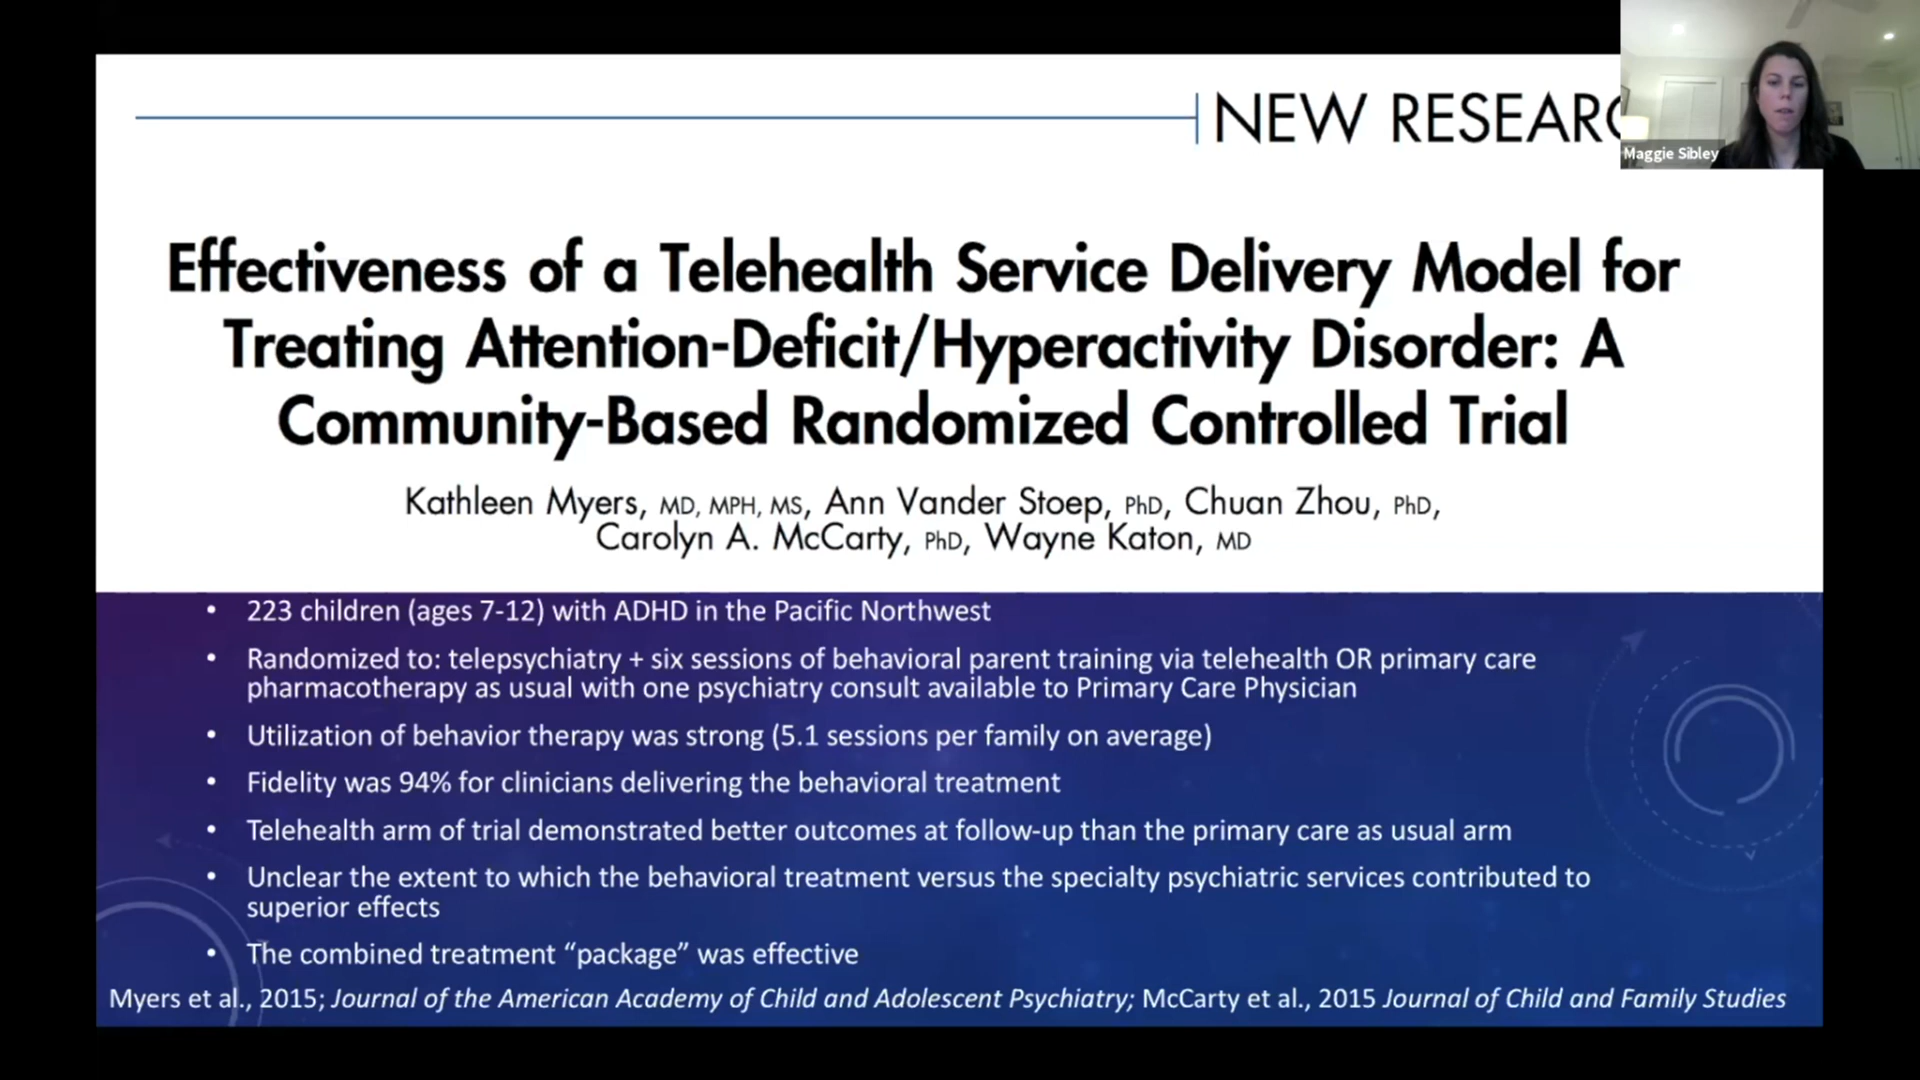 NEW RESEARC
Maggie Sibley
Effectiveness of a Telehealth Service Delivery Model for
Treating Attention-Deficit/Hyperactivity Disorder: A
Community-Based Randomized Controlled Trial
Kathleen Myers, MD, MPH, MS, Ann Vander Stoep, PhD, Chuan Zhou, PhD,
Carolyn A. McCarty, PhD, Wayne Katon, MD
• 223 children (ages 7-12) with ADHD in the Pacific Northwest
• Randomized to: telepsychiatry + six sessions of behavioral parent training via telehealth OR primary care
pharmacotherapy as usual with one psychiatry consult available to Primary Care Physician
• Utilization of behavior therapy was strong (5.1 sessions per family on average)
• Fidelity was 94% for clinicians delivering the behavioral treatment
• Telehealth arm of trial demonstrated better outcomes at follow-up than the primary care as usual arm
• Unclear the extent to which the behavioral treatment versus the specialty psychiatric services contributed to
superior effects
• The combined treatment “package” was effective
Myers et al., 2015; Journal of the American Academy of Child and Adolescent Psychiatry; McCarty et al., 2015 Journal of Child and Family Studies